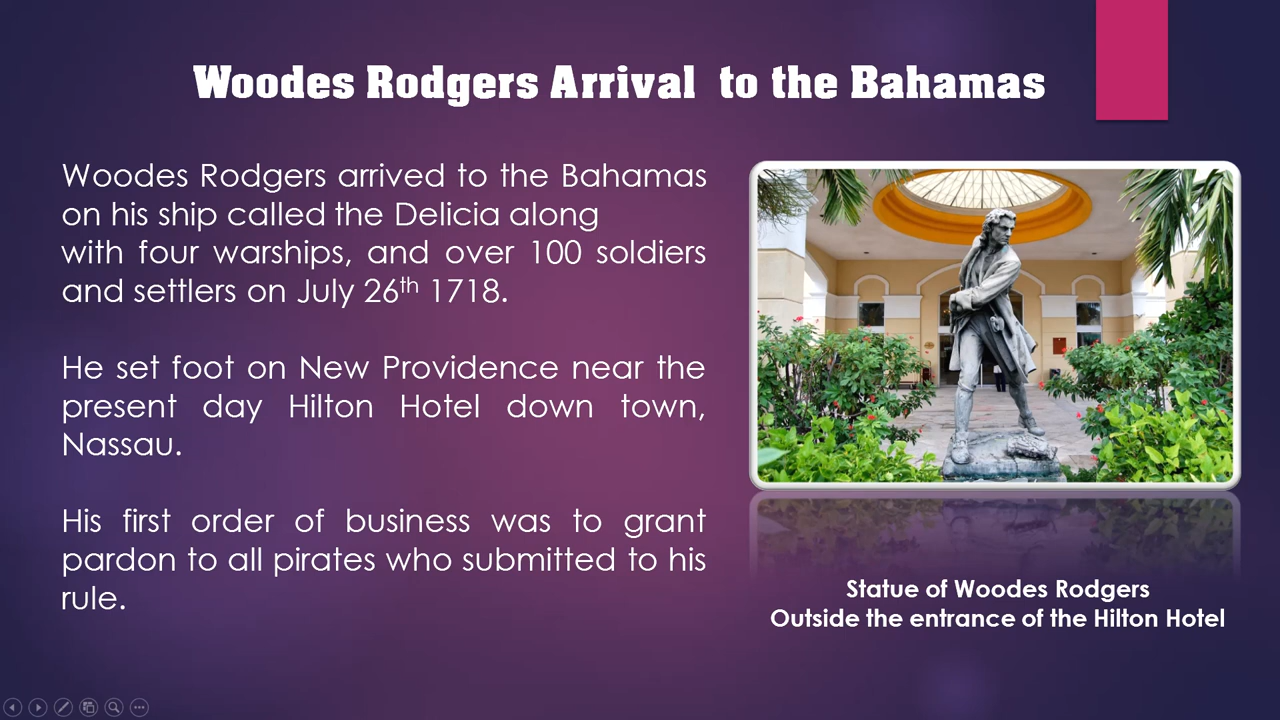 Woodes Rodgers Arrival  to the Bahamas
Woodes Rodgers arrived to the Bahamas
on his ship called the Delicia along
with four warships, and over 100 soldiers
and settlers on July 26th 1718.
He set foot on New Providence near the
present day Hilton Hotel down town,
Nassau.
His first order of business was to grant
pardon to all pirates who submitted to his
rule.
Statue of Woodes Rodgers
Outside the entrance of the Hilton Hotel